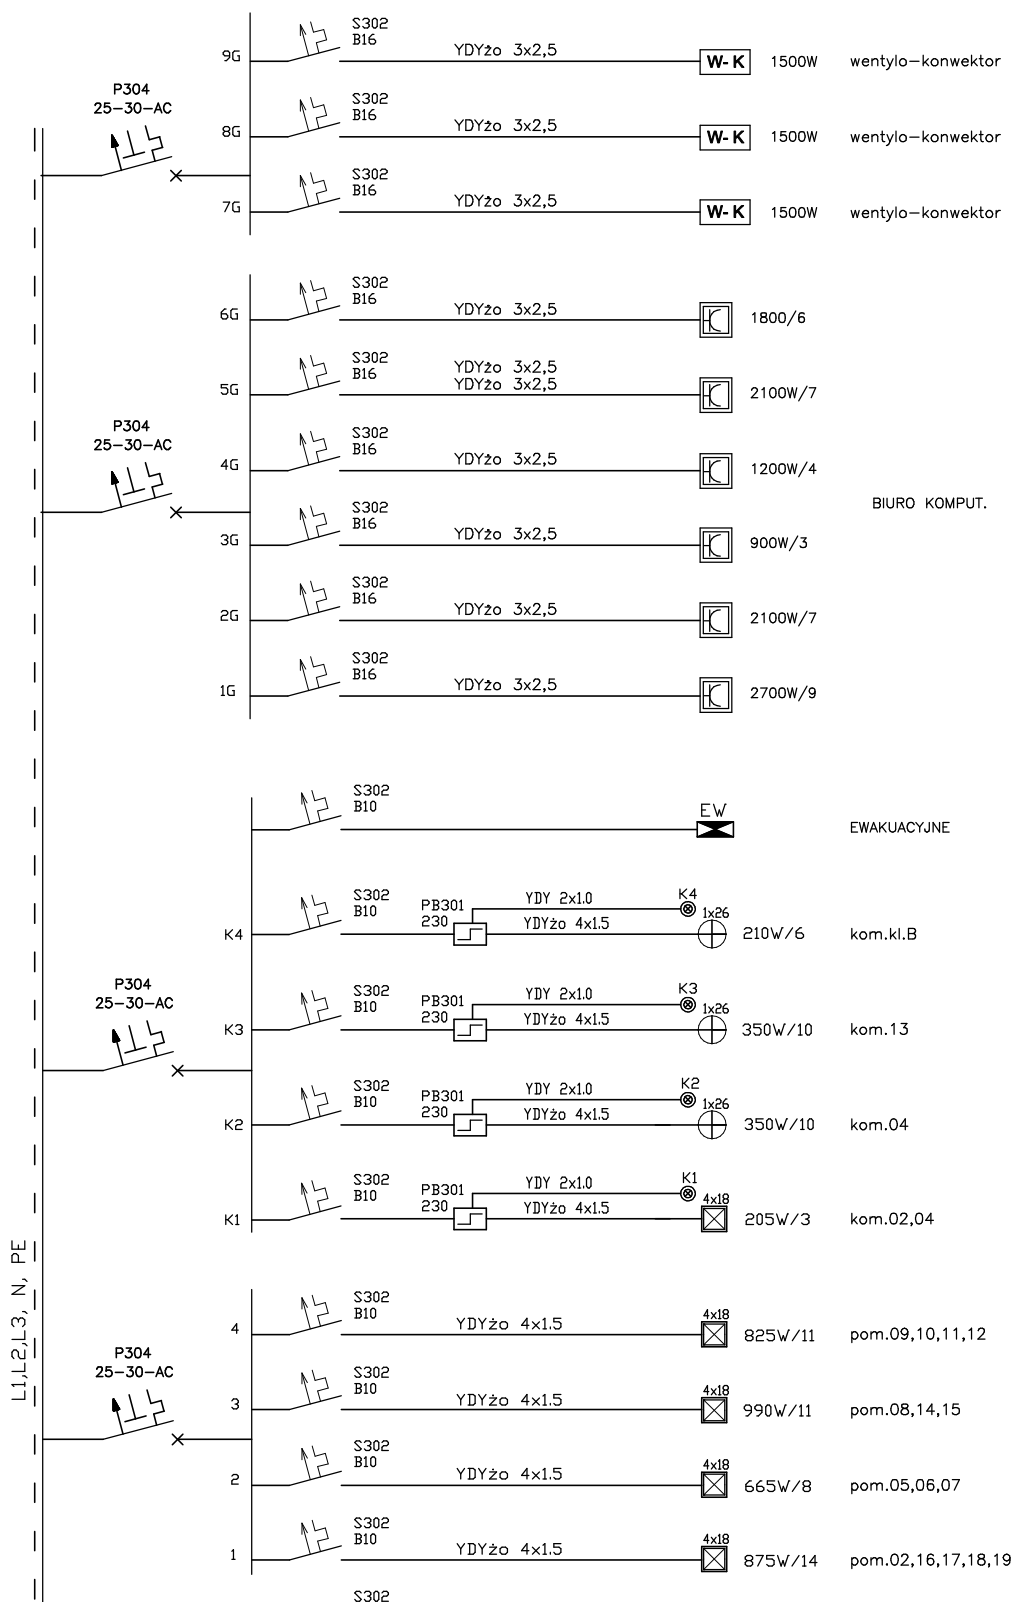 S302
B16
9G
YDYżo 3x2,5
W-K
1500W
wentylo-konwektor
P304
25-30-AC
S302
B16
8G
YDYżo 3x2,5
W-K
1500W
wentylo-konwektor
S302
B16
7G
YDYżo 3x2,5
W-K
1500W
wentylo-konwektor
S302
B16
6G
YDYżo 3x2,5
1800/6
S302
B16
5G
YDYżo 3x2,5
YDYżo 3x2,5
2100W/7
P304
25-30-AC
S302
B16
4G
YDYżo 3x2,5
1200W/4
BIURO KOMPUT.
S302
B16
3G
YDYżo 3x2,5
900W/3
S302
B16
2G
YDYżo 3x2,5
2100W/7
S302
B16
1G
YDYżo 3x2,5
2700W/9
S302
B10
EW
EWAKUACYJNE
S302
B10
K4
PB301
230
YDY 2x1.0
YDYżo 4x1.5
K4
1x26
210W/6
kom.kl.B
P304
25-30-AC
S302
B10
K3
PB301
230
YDY 2x1.0
YDYżo 4x1.5
K3
1x26
350W/10
kom.13
S302
B10
K2
PB301
230
YDY 2x1.0
YDYżo 4x1.5
K2
1x26
350W/10
kom.04
S302
B10
K1
PB301
230
YDY 2x1.0
YDYżo 4x1.5
K1
4x18
205W/3
kom.02,04
L1,L2,L3, N, PE
S302
B10
4
YDYżo 4x1.5
4x18
825W/11
pom.09,10,11,12
P304
25-30-AC
S302
B10
3
YDYżo 4x1.5
4x18
990W/11
pom.08,14,15
S302
B10
2
YDYżo 4x1.5
4x18
665W/8
pom.05,06,07
S302
B10
1
YDYżo 4x1.5
4x18
875W/14
pom.02,16,17,18,19
S302